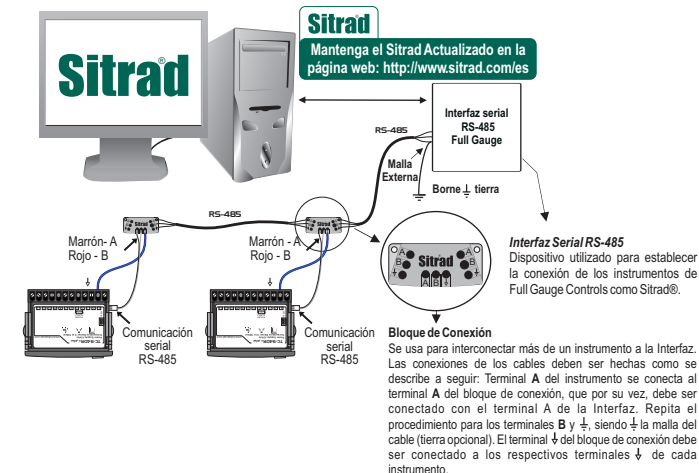 Sitrad
Mantenga el Sitrad Actualizado en la
página web: http://www.sitrad.com/es
Sitrad®
Interfaz serial
RS-485
Full Gauge
RS-485
Malla
Externa
Borne ⏚ tierra
RS-485
Sitrad
Sitrad
Marrón- A
Rojo - B
Marrón - A
Rojo - B
A
B
Sitrad
A
B
A B
Interfaz Serial RS-485
Dispositivo utilizado para establecer
la conexión de los instrumentos de
Full Gauge Controls como Sitrad®.
Comunicación
serial
RS-485
Comunicación
serial
RS-485
Bloque de Conexión
Se usa para interconectar más de un instrumento a la Interfaz.
Las conexiones de los cables deben ser hechas como se
describe a seguir: Terminal A del instrumento se conecta al
terminal A del bloque de conexión, que por su vez, debe ser
conectado con el terminal A de la Interfaz. Repita el
procedimiento para los terminales B y ⏚, siendo ⏚ la malla del
cable (tierra opcional). El terminal ⏚ del bloque de conexión debe
ser conectado a los respectivos terminales ⏚ de cada
instrumento.